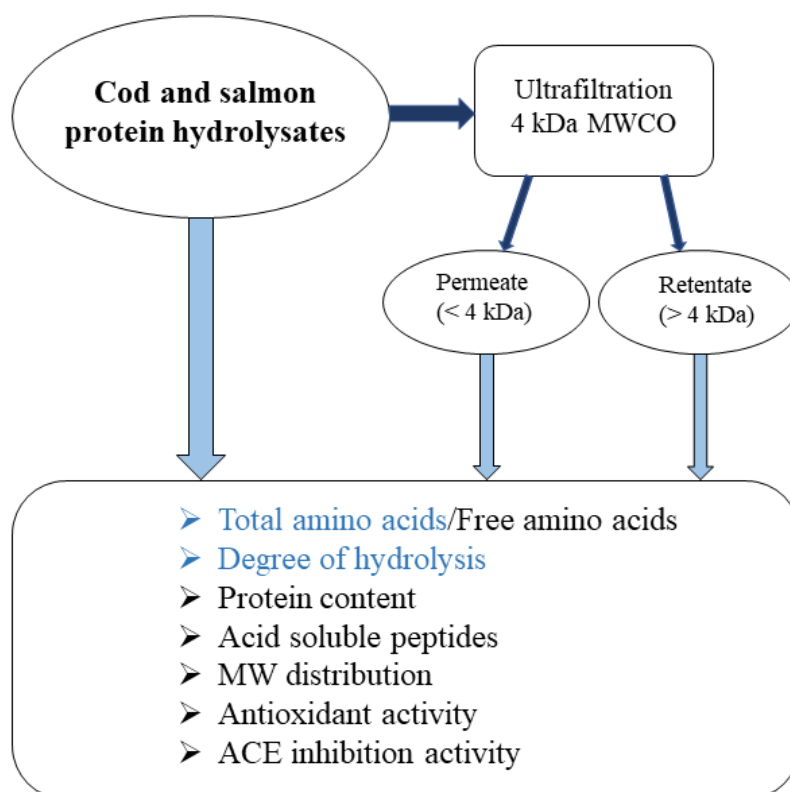 Cod and salmon
protein hydrolysates
Ultrafiltration
4 kDa MWCO
Permeate
(< 4 kDa)
Retentate
(> 4 kDa)
➢ Total amino acids/Free amino acids
➢ Degree of hydrolysis
➢ Protein content
➢ Acid soluble peptides
➢ MW distribution
➢ Antioxidant activity
➢ ACE inhibition activity